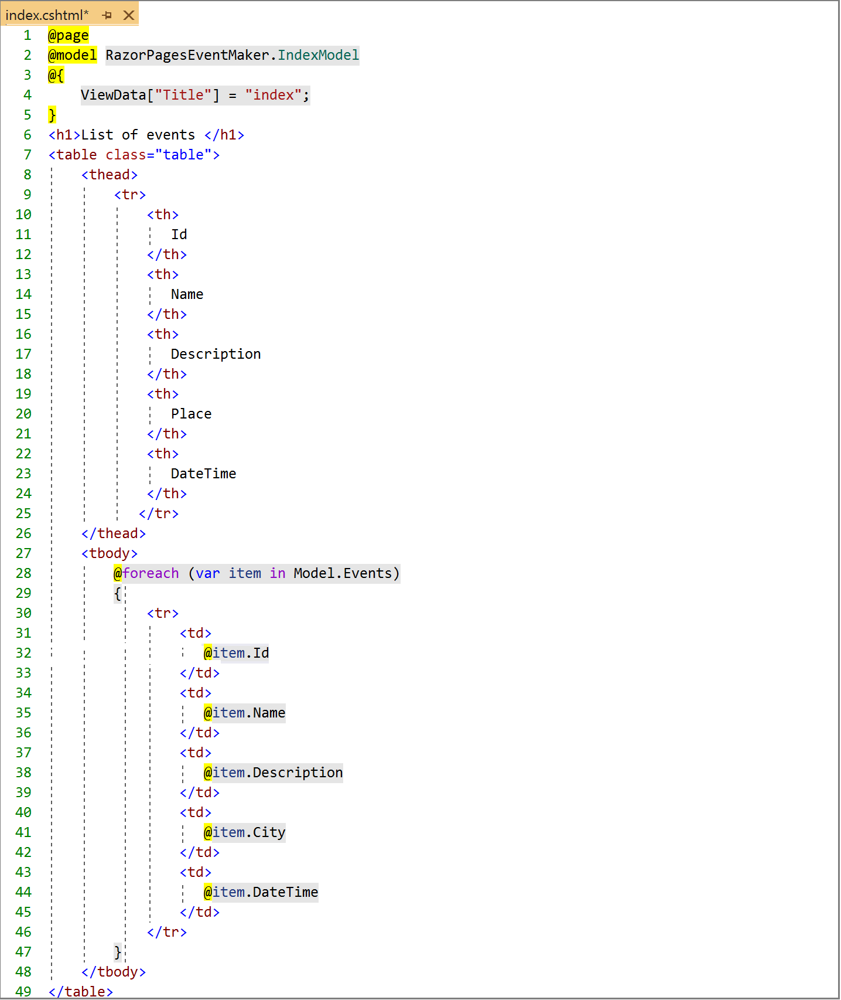 index.cshtml*
1 @page
2 @model RazorPagesEventMaker.IndexModel
3 @{
4     ViewData["Title"] = "index";
5 }
6 <h1>List of events </h1>
7 <table class="table">
8     <thead>
9         <tr>
10             <th>
11                Id
12             </th>
13             <th>
14                Name
15             </th>
16             <th>
17                Description
18             </th>
19             <th>
20                Place
21             </th>
22             <th>
23                DateTime
24             </th>
25            </tr>
26     </thead>
27     <tbody>
28         @foreach (var item in Model.Events)
29         {
30             <tr>
31                 <td>
32                    @item.Id
33                 </td>
34                 <td>
35                    @item.Name
36                 </td>
37                 <td>
38                    @item.Description
39                 </td>
40                 <td>
41                    @item.City
42                 </td>
43                 <td>
44                    @item.DateTime
45                 </td>
46             </tr>
47         }
48     </tbody>
49 </table>